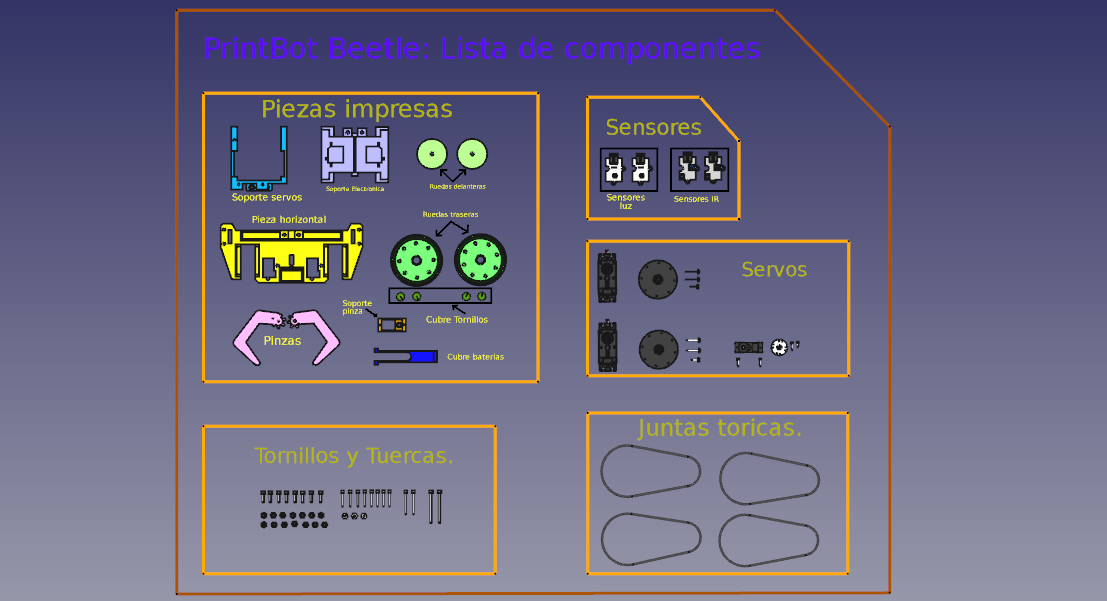 PrintBot Beetle: Lista de componentes
Piezas impresas
Soporte servos
Soporte Electronica
Ruedas delanteras
Pieza horizontal
Ruedas traseras
Soporte
pinza
Cubre Tornillos
Pinzas
Cubre baterias
Sensores
Sensores
luz
Sensores IR
Servos
Tornillos y Tuercas.
Juntas toricas.